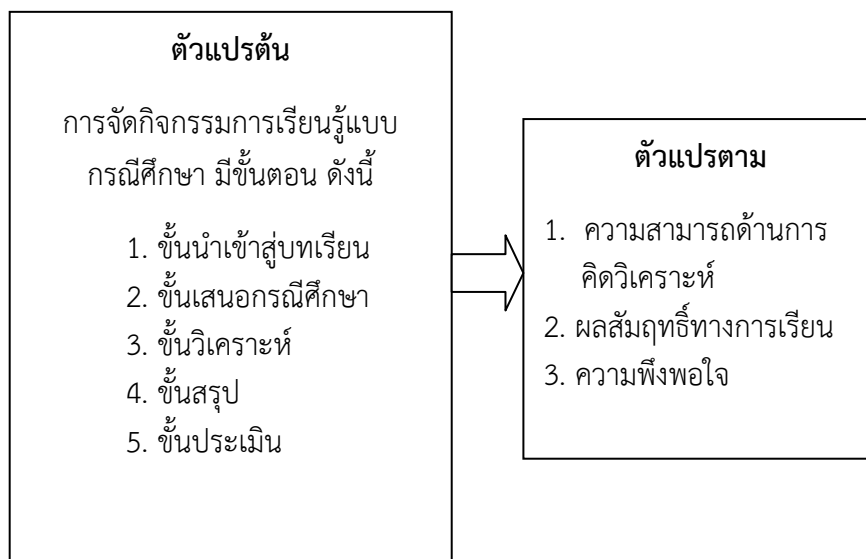 ตัวแปรต้น
การจัดกิจกรรมการเรียนรู้แบบ
กรณีศึกษา มีขั้นตอน ดังนี้
1. ขั้นนำเข้าสู่บทเรียน
2. ขั้นเสนอกรณีศึกษา
3. ขั้นวิเคราะห์
4. ขั้นสรุป
5. ขั้นประเมิน
ตัวแปรตาม
1. ความสามารถด้านการ
คิดวิเคราะห์
2. ผลสัมฤทธิ์ทางการเรียน
3. ความพึงพอใจ